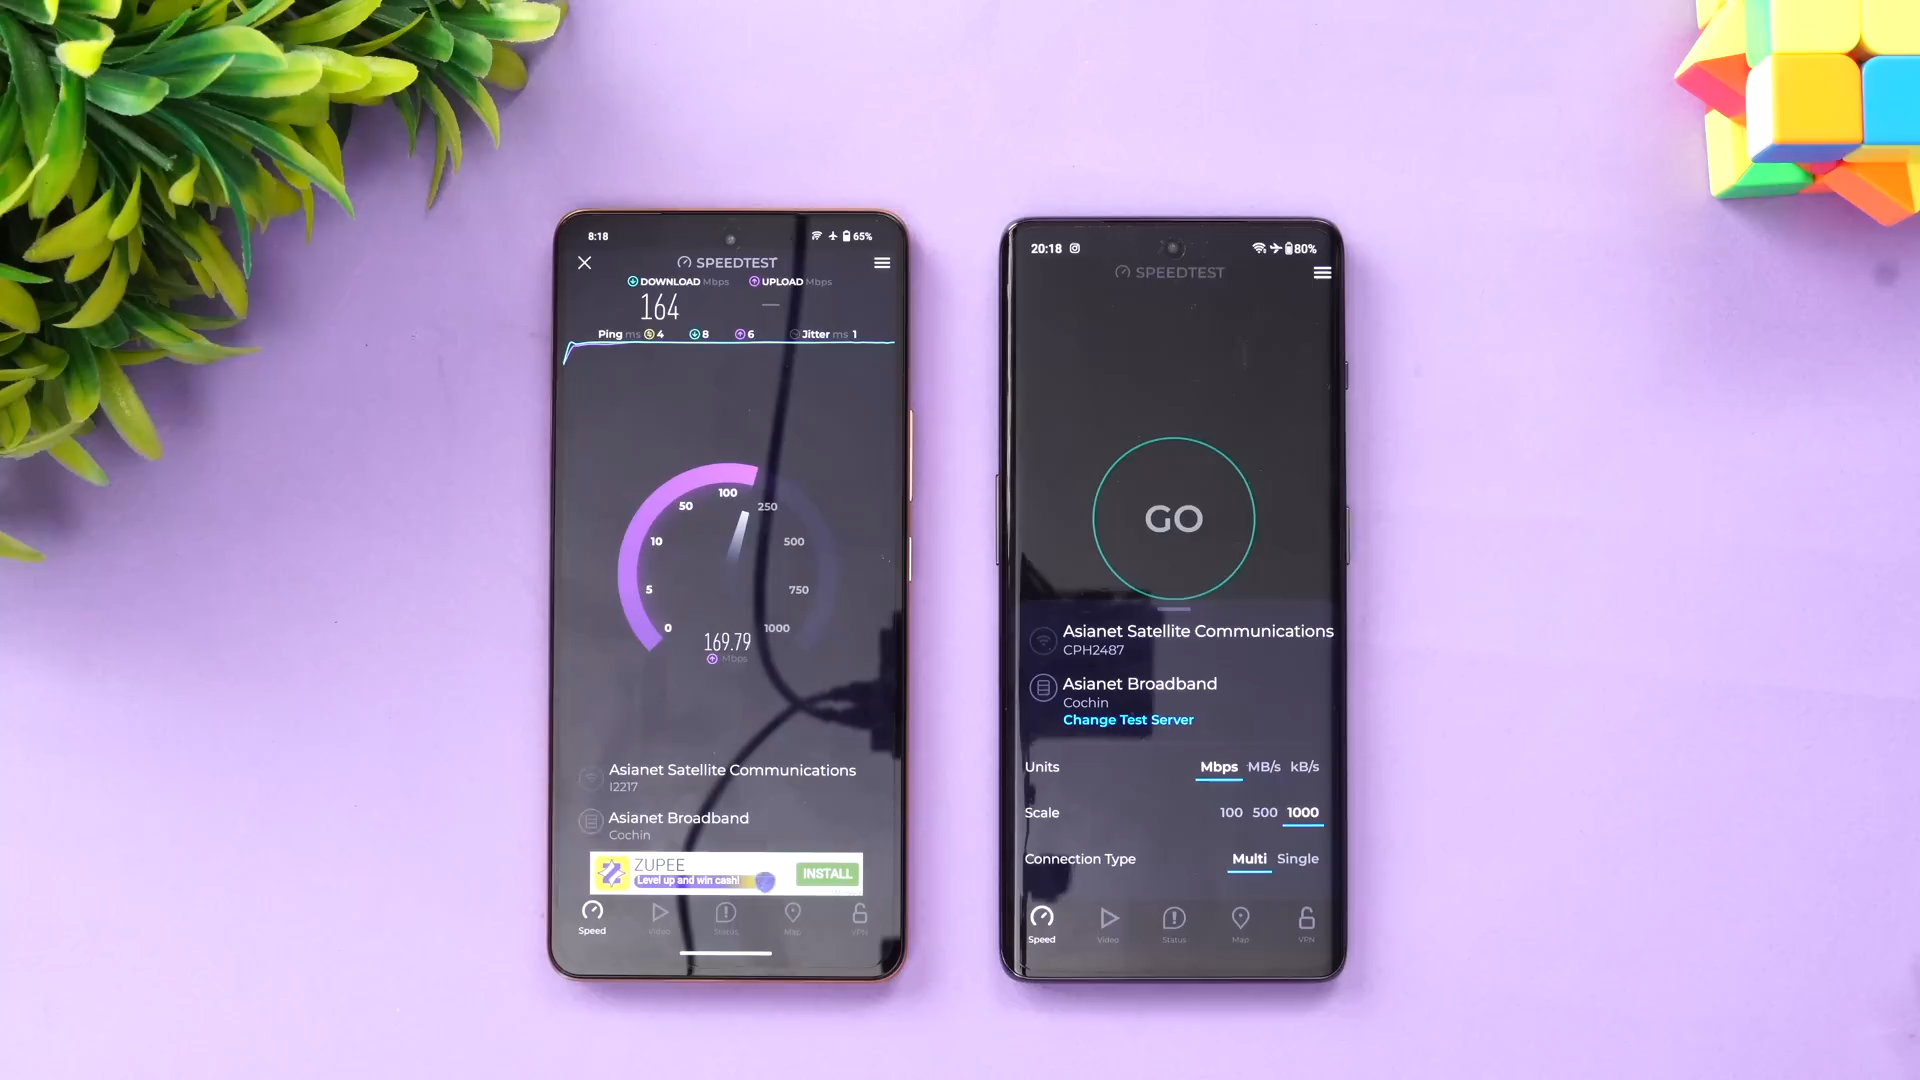 8:18
65%
SPEEDTEST
DOWNLOAD Mbps
UPLOAD Mbps
164
—
Ping ms 4 8 6 Jitter ms 1
100
50
250
10
500
5
750
0
1000
169.79
Mbps
Asianet Satellite Communications
I2217
Asianet Broadband
Cochin
ZUPEE
Level up and win cash!
INSTALL
Speed
Video
Status
Map
VPN
20:18
80%
SPEEDTEST
GO
Asianet Satellite Communications
CPH2487
Asianet Broadband
Cochin
Change Test Server
Units Mbps MB/s kB/s
Scale 100 500 1000
Connection Type Multi Single
Speed
Video
Status
Map
VPN